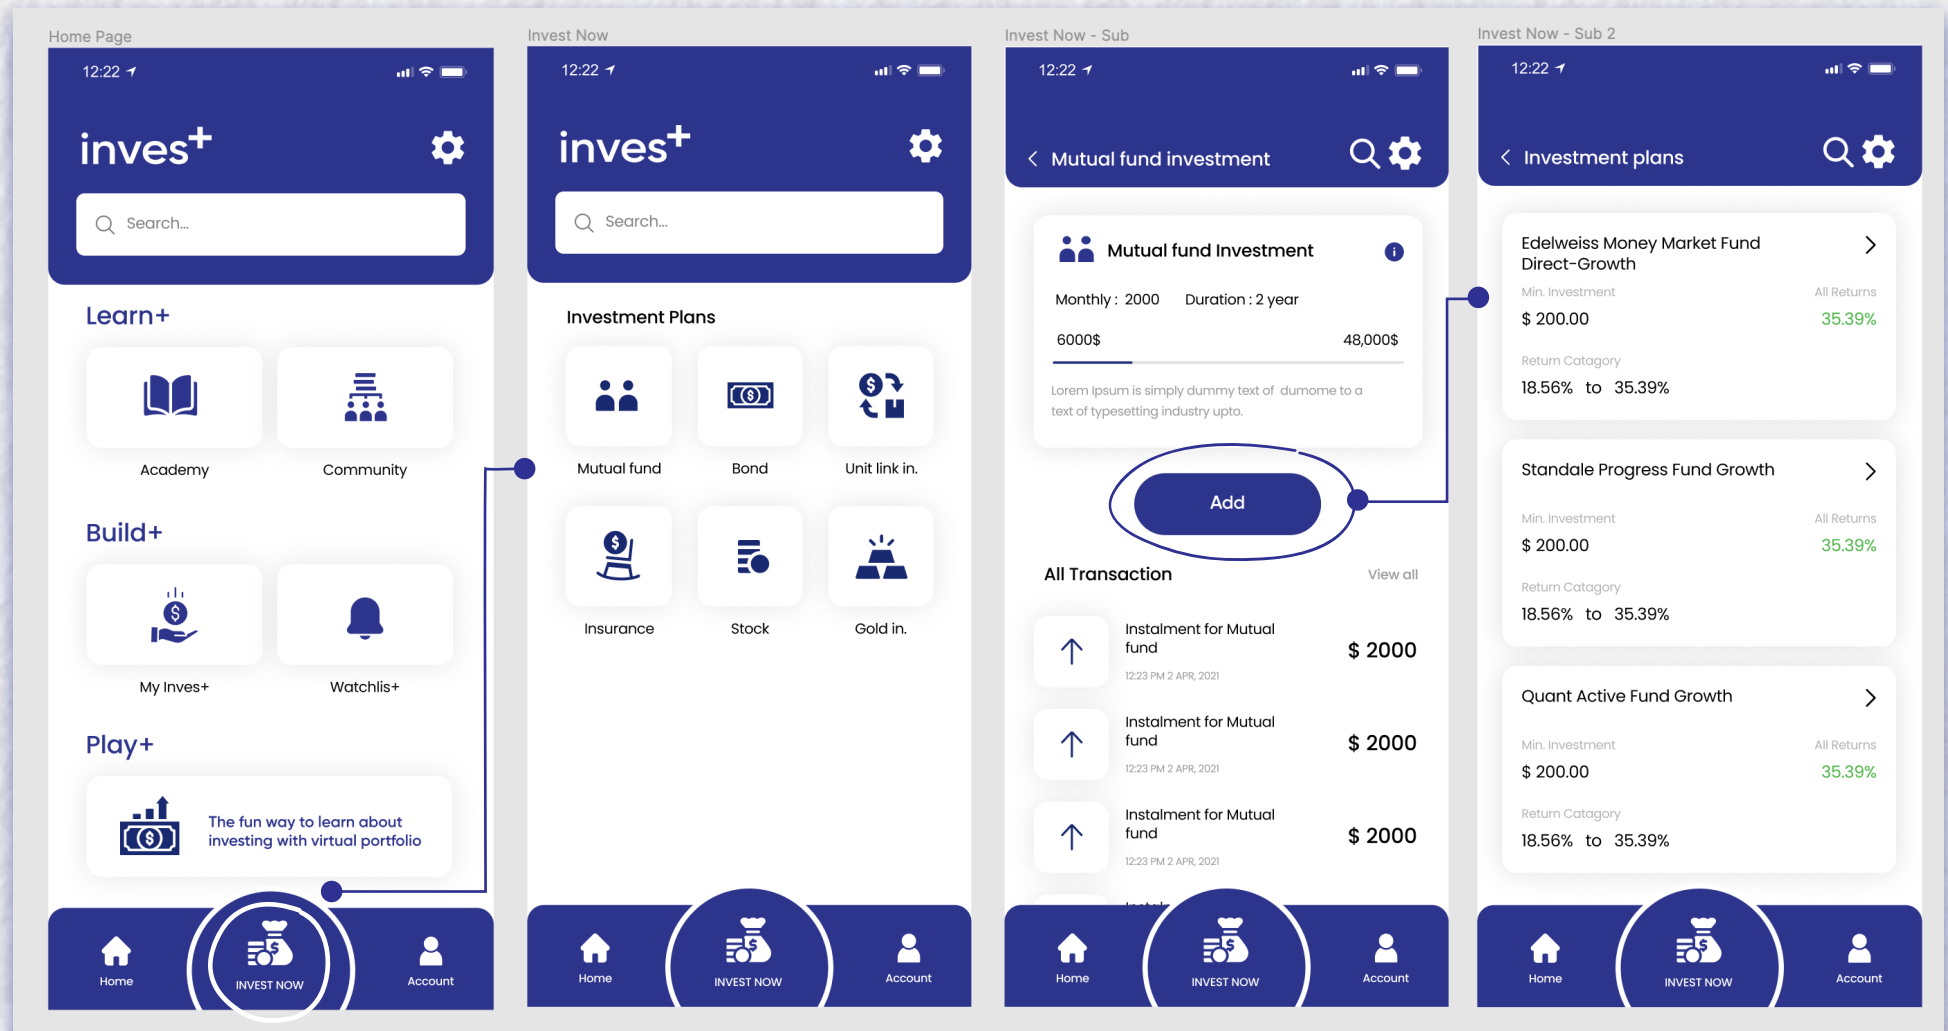 Home Page
12:22
inves+
Search...
Learn+
Academy
Community
Build+
My Inves+
Watchlis+
Play+
The fun way to learn about
investing with virtual portfolio
Home
INVEST NOW
Account
Invest Now
12:22
inves+
Search...
Investment Plans
Mutual fund
Bond
Unit link in.
Insurance
Stock
Gold in.
Home
INVEST NOW
Account
Invest Now - Sub
12:22
Mutual fund investment
Mutual fund Investment
Monthly : 2000 Duration : 2 year
6000$ 48,000$
Lorem Ipsum is simply dummy text of dumome to a
text of typesetting industry upto.
Add
All Transaction
View all
Instalment for Mutual
fund
$ 2000
12:23 PM 2 APR, 2021
Instalment for Mutual
fund
$ 2000
12:23 PM 2 APR, 2021
Instalment for Mutual
fund
$ 2000
12:23 PM 2 APR, 2021
Home
INVEST NOW
Account
Invest Now - Sub 2
12:22
Investment plans
Edelweiss Money Market Fund
Direct-Growth
Min. Investment All Returns
$ 200.00 35.39%
Return Catagory
18.56% to 35.39%
Standale Progress Fund Growth
Min. Investment All Returns
$ 200.00 35.39%
Return Catagory
18.56% to 35.39%
Quant Active Fund Growth
Min. Investment All Returns
$ 200.00 35.39%
Return Catagory
18.56% to 35.39%
Home
INVEST NOW
Account